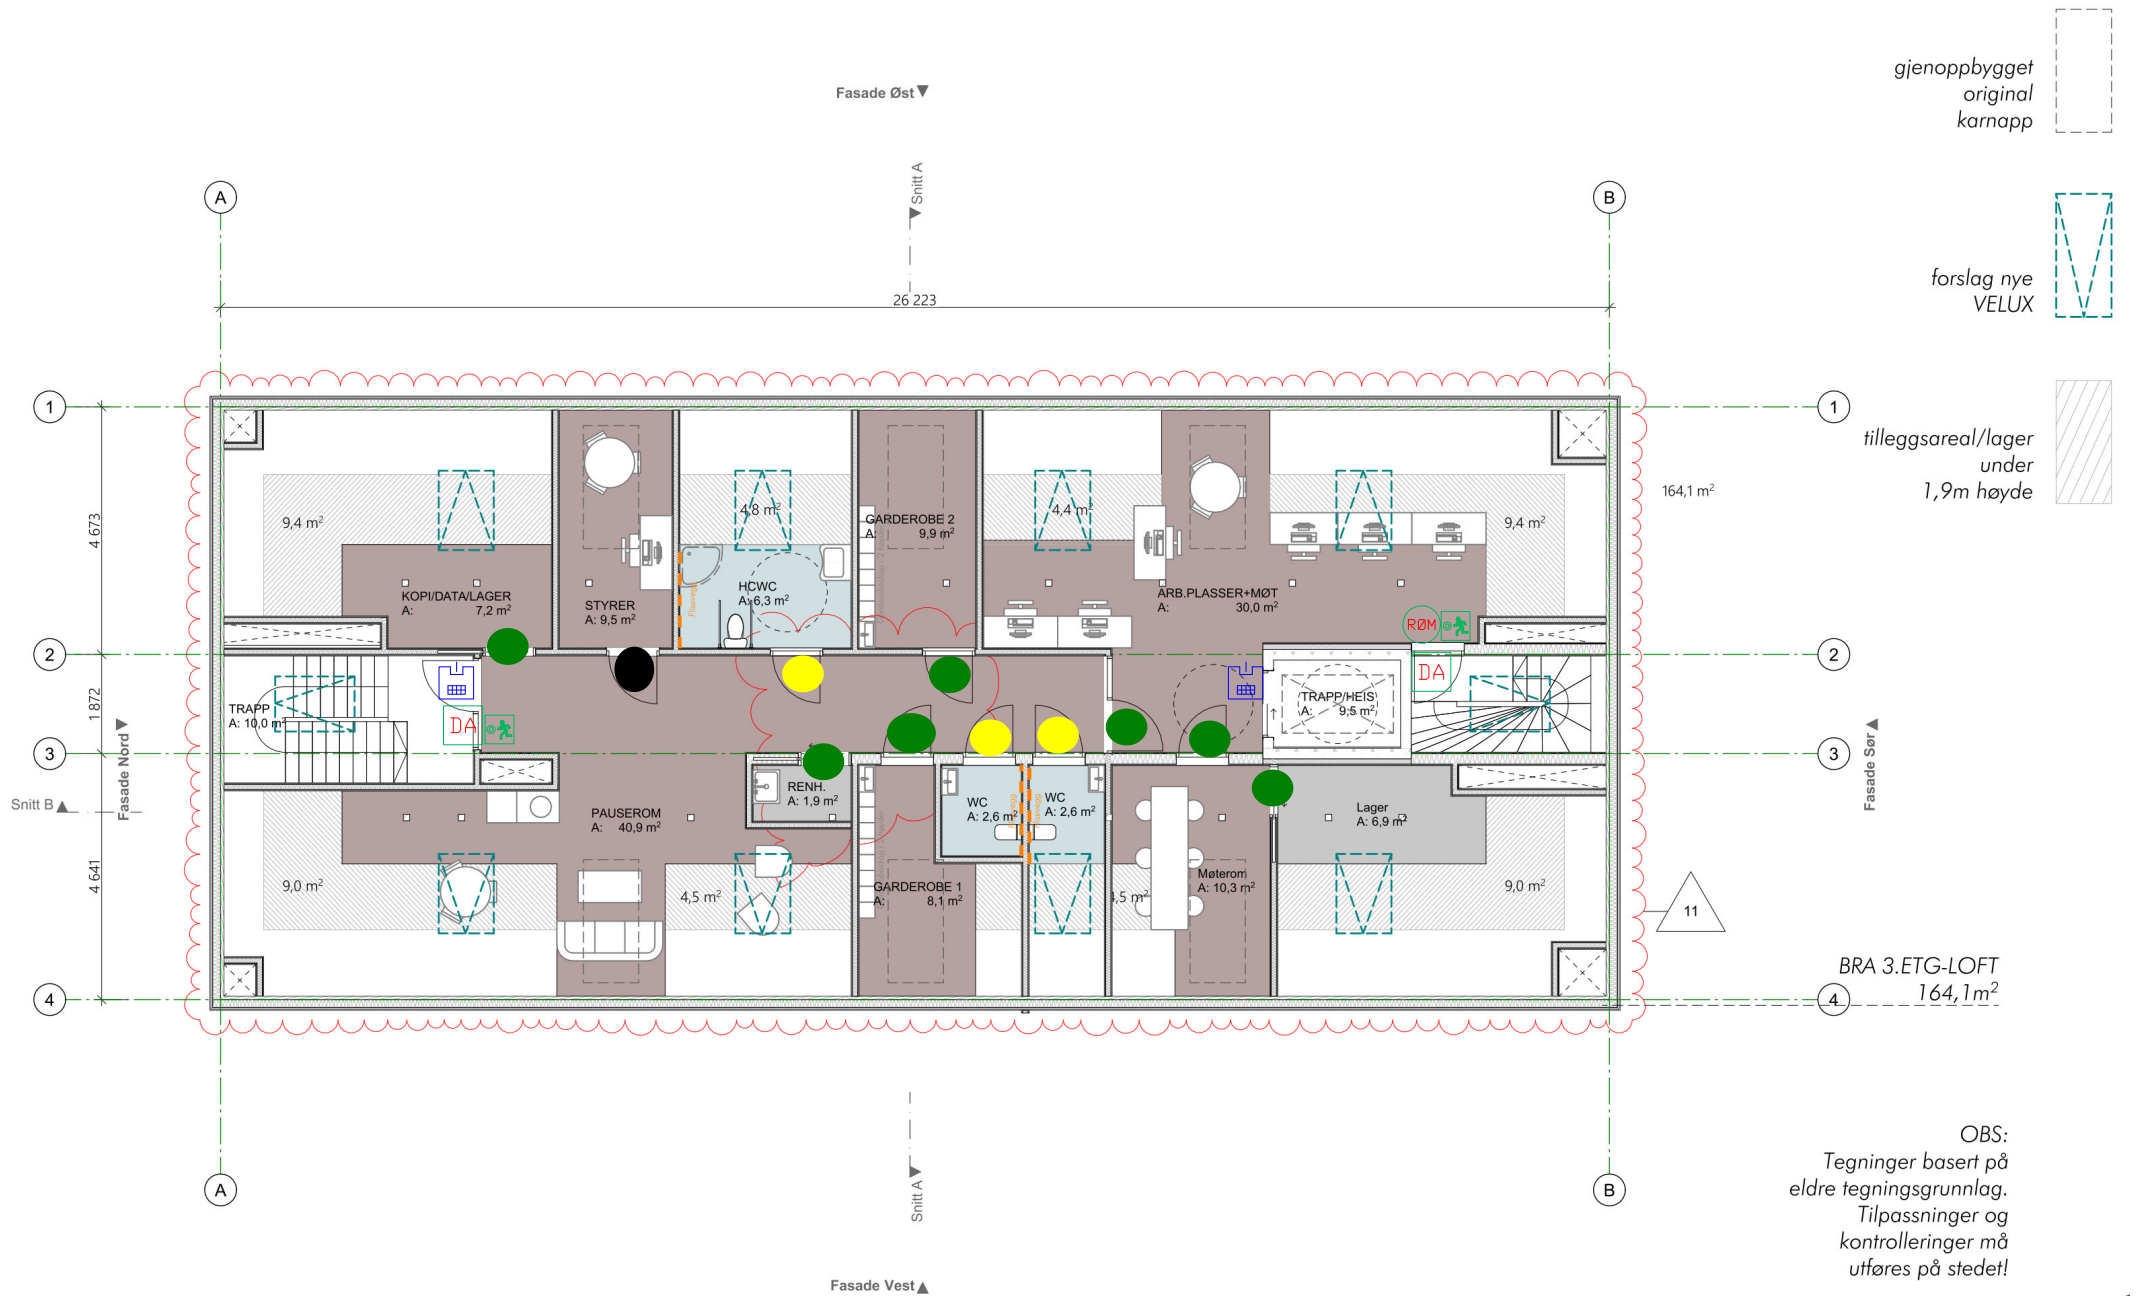 gjenoppbygget
original
karnapp
Fasade Øst
Snitt A
A
B
forslag nye
VELUX
26 223
1
1
tilleggsareal/lager
under
1,9m høyde
164,1 m²
4 673
9,4 m²
4,8 m²
GARDEROBE 2
A: 9,9 m²
4,4 m²
9,4 m²
KOPI/DATA/LAGER
A: 7,2 m²
STYRER
A: 9,5 m²
Flisevegg
HCWC
A: 6,3 m²
ARB.PLASSER+MØT
A: 30,0 m²
RØM
2
2
1 872
TRAPP
A: 10,0 m²
DA
TRAPP/HEIS
A: 9,5 m²
DA
3
3
Fasade Nord
Fasade Sør
Snitt B
PAUSEROM
A: 40,9 m²
RENH.
A: 1,9 m²
WC
A: 2,6 m²
WC
A: 2,6 m²
Lager
A: 6,9 m²
4 641
9,0 m²
4,5 m²
GARDEROBE 1
A: 8,1 m²
,5 m²
Møterom
A: 10,3 m²
9,0 m²
11
BRA 3.ETG-LOFT
164,1m²
4
4
OBS:
Tegninger basert på
eldre tegningsgrunnlag.
Tilpassninger og
kontrolleringer må
utføres på stedet!
A
Snitt A
B
Fasade Vest